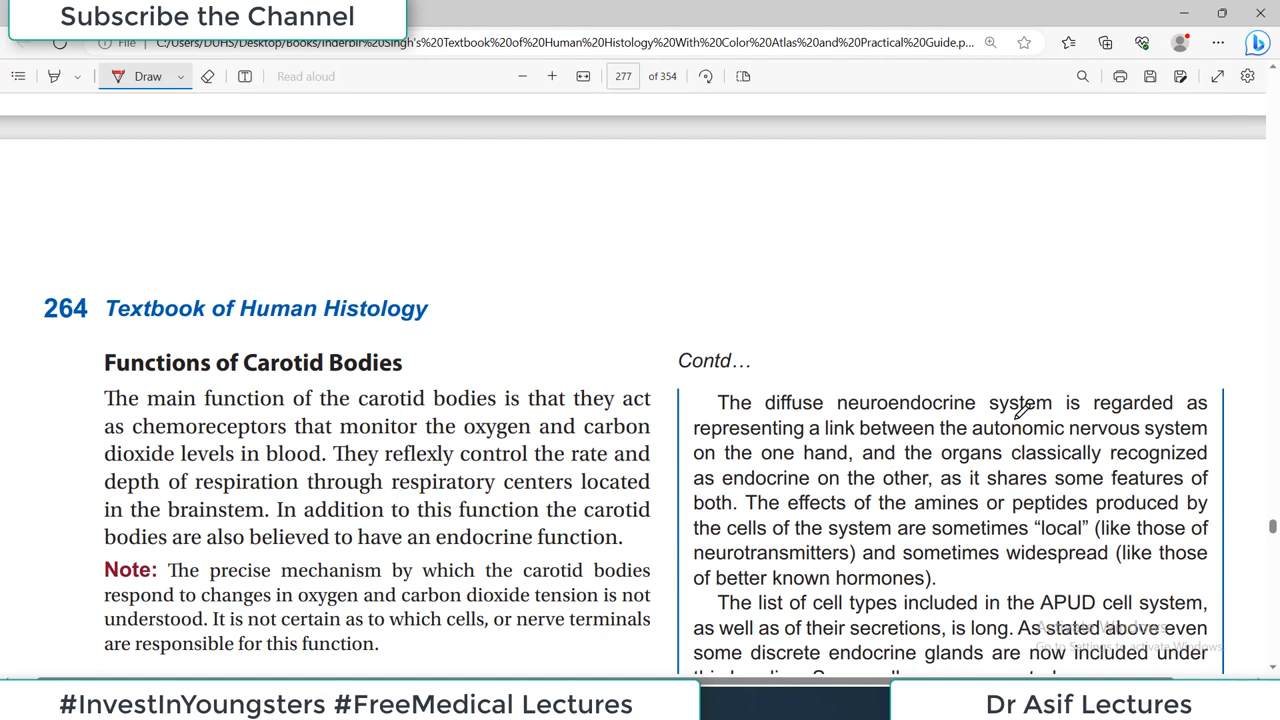 Subscribe the Channel
File C:/Users/DUHS/Desktop/Books/Inderbir%20Singh's%20Textbook%20of%20Human%20Histology%20With%20Color%20Atlas%20and%20Practical%20Guide.p...
Draw
Read aloud
277 of 354
264 Textbook of Human Histology
Functions of Carotid Bodies
The main function of the carotid bodies is that they act
as chemoreceptors that monitor the oxygen and carbon
dioxide levels in blood. They reflexly control the rate and
depth of respiration through respiratory centers located
in the brainstem. In addition to this function the carotid
bodies are also believed to have an endocrine function.
Note: The precise mechanism by which the carotid bodies
respond to changes in oxygen and carbon dioxide tension is not
understood. It is not certain as to which cells, or nerve terminals
are responsible for this function.
Contd…
The diffuse neuroendocrine system is regarded as
representing a link between the autonomic nervous system
on the one hand, and the organs classically recognized
as endocrine on the other, as it shares some features of
both. The effects of the amines or peptides produced by
the cells of the system are sometimes “local” (like those of
neurotransmitters) and sometimes widespread (like those
of better known hormones).
The list of cell types included in the APUD cell system,
as well as of their secretions, is long. As stated above even
some discrete endocrine glands are now included under
Activate Windows
Go to Settings to activate Windows.
#InvestInYoungsters #FreeMedical Lectures
Dr Asif Lectures